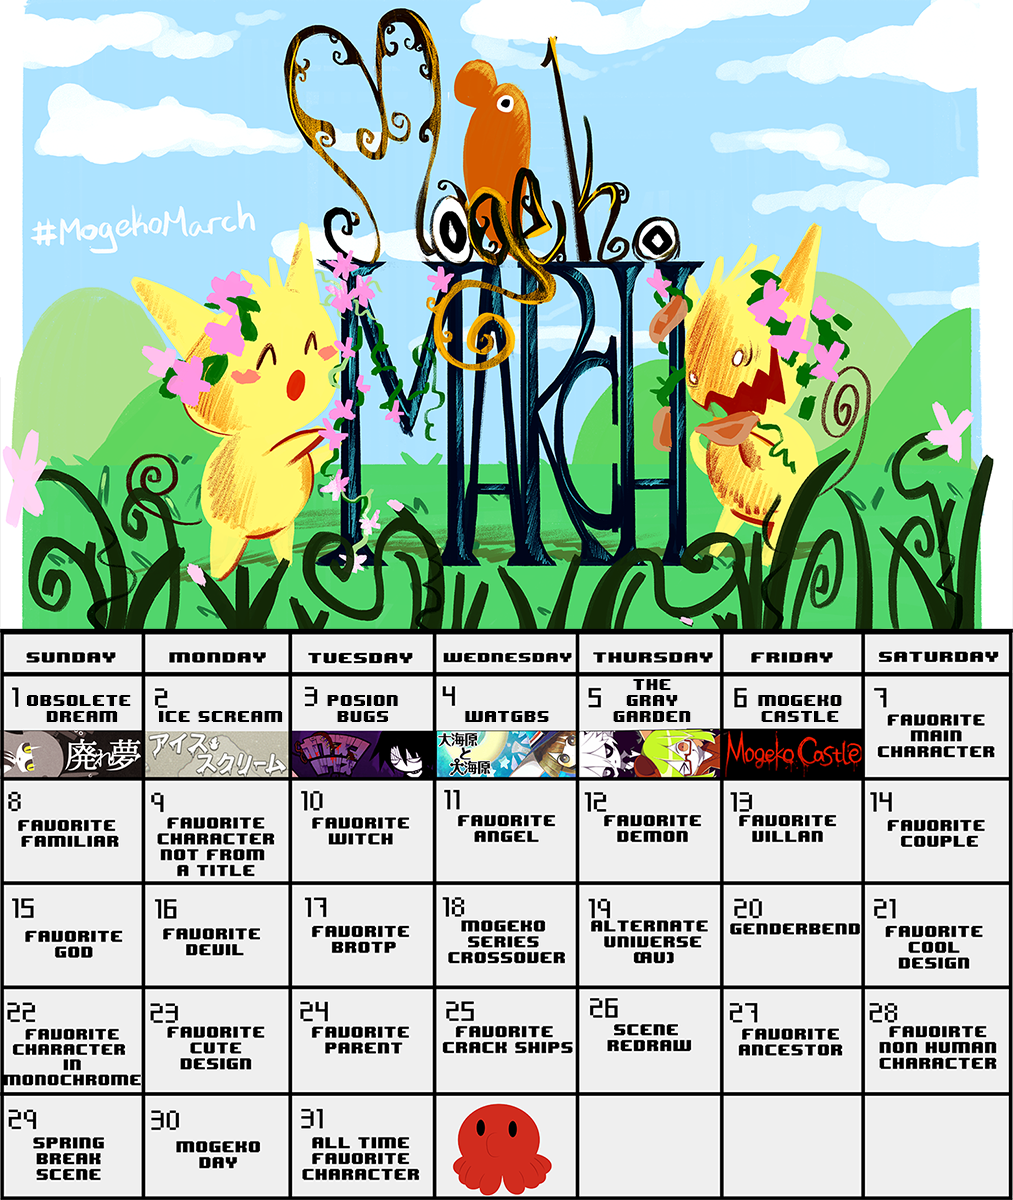 Mogeko
#MogekoMarch
MARCH
SUNDAY MONDAY TUESDAY WEDNESDAY THURSDAY FRIDAY SATURDAY
1 OBSOLETE
DREAM
廃れ夢
2
ICE SCREAM
アイス⇆
スクリーム
3 POSION
BUGS
ポイズン
4
WATGBS
大海原
と
大海原
5 THE
GRAY
GARDEN
6 MOGEKO
CASTLE
Mogeko Castle
7
FAVORITE
MAIN
CHARACTER
8
FAVORITE
FAMILIAR
9
FAVORITE
CHARACTER
NOT FROM
A TITLE
10
FAVORITE
WITCH
11
FAVORITE
ANGEL
12
FAVORITE
DEMON
13
FAVORITE
VILLAN
14
FAVORITE
COUPLE
15
FAVORITE
GOD
16
FAVORITE
DEVIL
17
FAVORITE
BROTP
18
MOGEKO
SERIES
CROSSOVER
19
ALTERNATE
UNIVERSE
(AU)
20
GENDERBEND
21
FAVORITE
COOL
DESIGN
22
FAVORITE
CHARACTER
IN
MONOCHROME
23
FAVORITE
CUTE
DESIGN
24
FAVORITE
PARENT
25
FAVORITE
CRACK SHIPS
26
SCENE
REDRAW
27
FAVORITE
ANCESTOR
28
FAVOIRTE
NON HUMAN
CHARACTER
29
SPRING
BREAK
SCENE
30
MOGEKO
DAY
31
ALL TIME
FAVORITE
CHARACTER